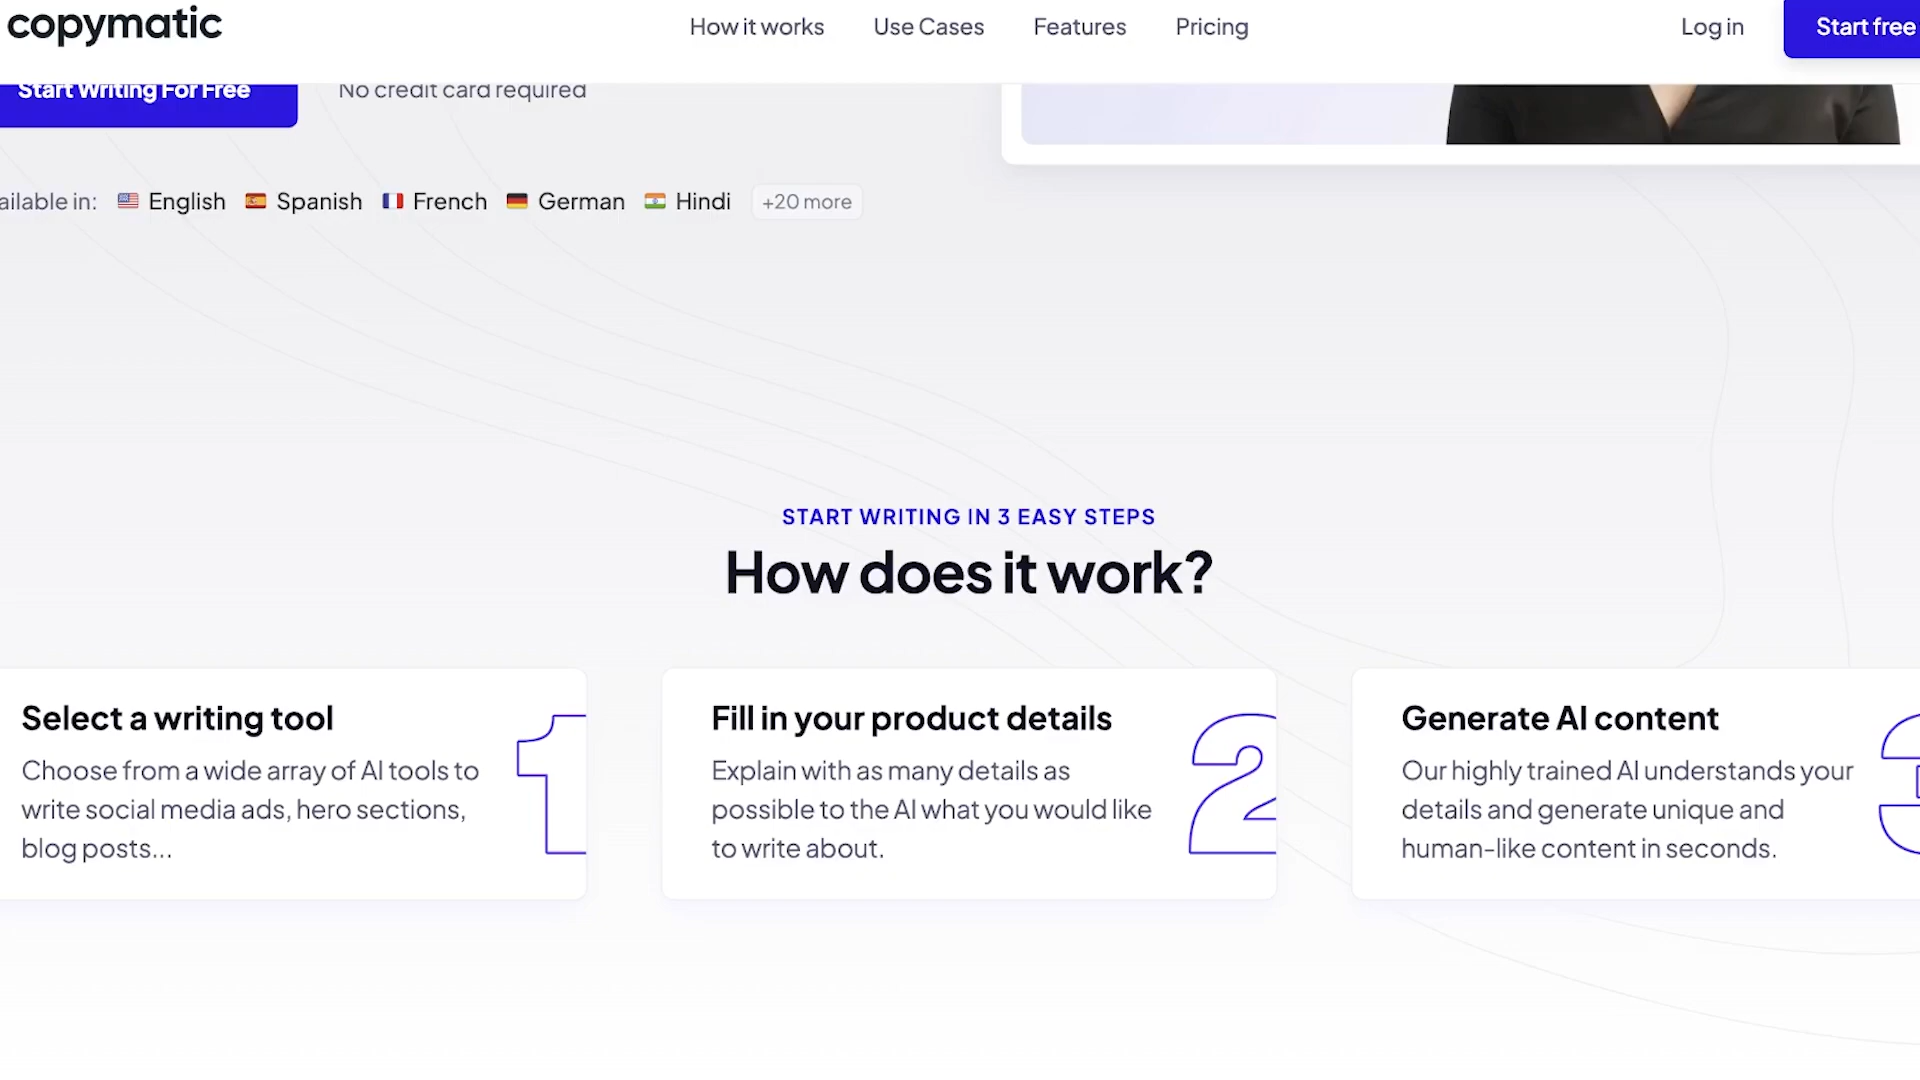 copymatic
How it works
Use Cases
Features
Pricing
Log in
Start free
Start Writing For Free
No credit card required
in:
English
Spanish
French
German
Hindi
+20 more
START WRITING IN 3 EASY STEPS
How does it work?
Select a writing tool
Choose from a wide array of AI tools to
write social media ads, hero sections,
blog posts...
1
Fill in your product details
Explain with as many details as
possible to the AI what you would like
to write about.
2
Generate AI content
Our highly trained AI understands your
details and generate unique and
human-like content in seconds.
3